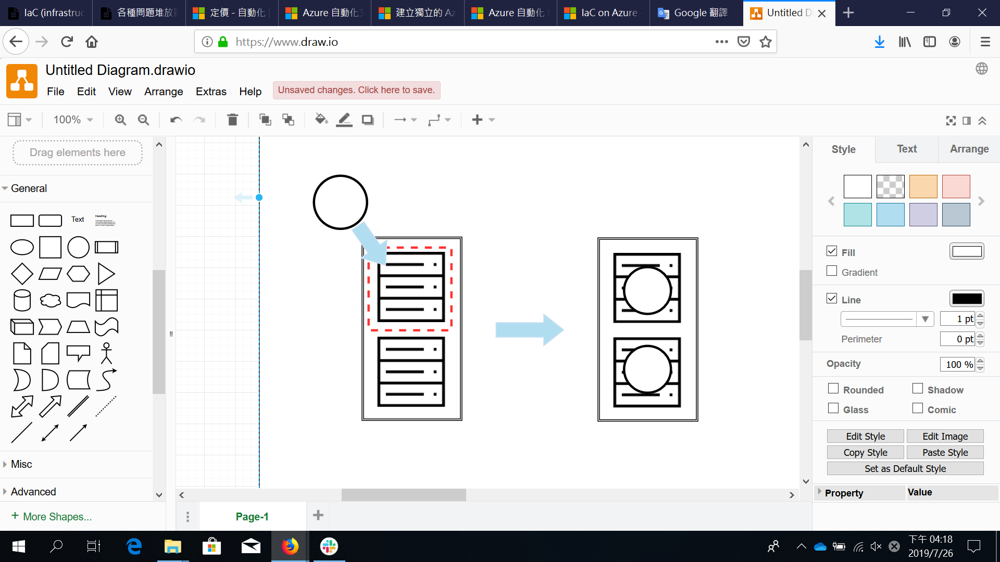 IaC (infrastruc
各種問題堆放
定價 - 自動化
Azure 自動化
建立獨立的 Az
Azure 自動化
IaC on Azure
Google 翻譯
Untitled D
https://www.draw.io
Untitled Diagram.drawio
File Edit View Arrange Extras Help
Unsaved changes. Click here to save.
100%
Drag elements here
General
Text
Heading
Misc
Advanced
+ More Shapes...
Page-1
Style
Text
Arrange
Fill
Gradient
Line
1 pt
Perimeter
0 pt
Opacity
100 %
Rounded
Shadow
Glass
Comic
Edit Style
Edit Image
Copy Style
Paste Style
Set as Default Style
Property
Value
下午 04:18
2019/7/26